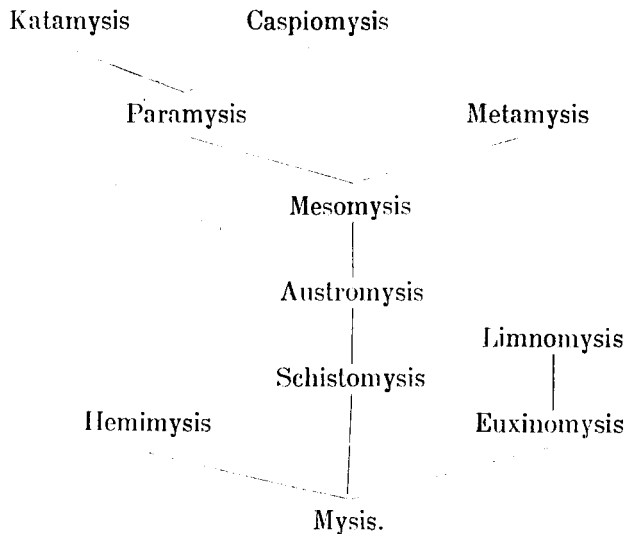 Katamysis Caspiomysis
Paramysis Metamysis
Mesomysis
Austromysis
Limnomysis
Schistomysis
Hemimysis Euxinomysis
Mysis.